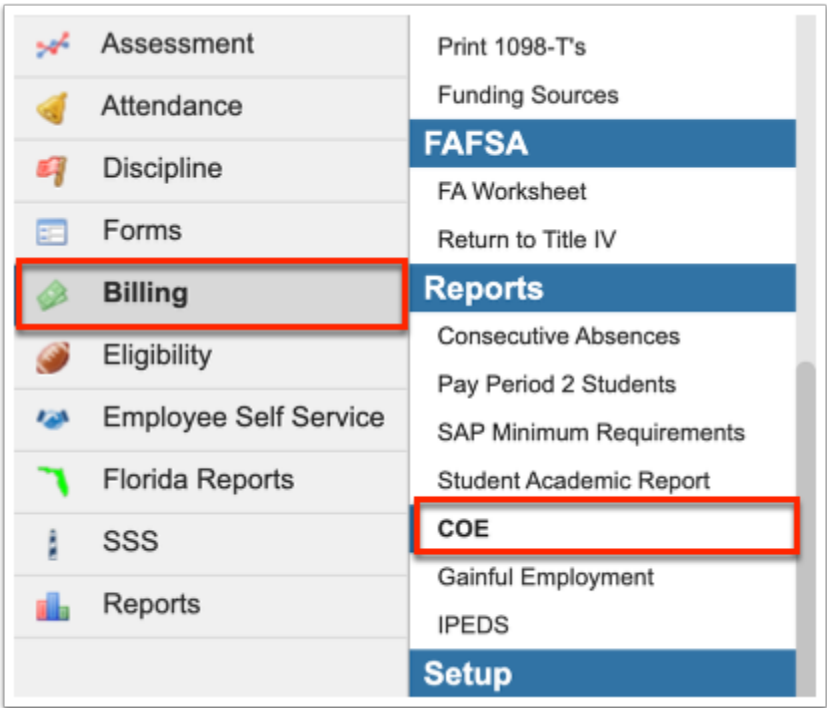 Assessment
Attendance
Discipline
Forms
Billing
Eligibility
Employee Self Service
Florida Reports
SSS
Reports
Print 1098-T's
Funding Sources
FAFSA
FA Worksheet
Return to Title IV
Reports
Consecutive Absences
Pay Period 2 Students
SAP Minimum Requirements
Student Academic Report
COE
Gainful Employment
IPEDS
Setup